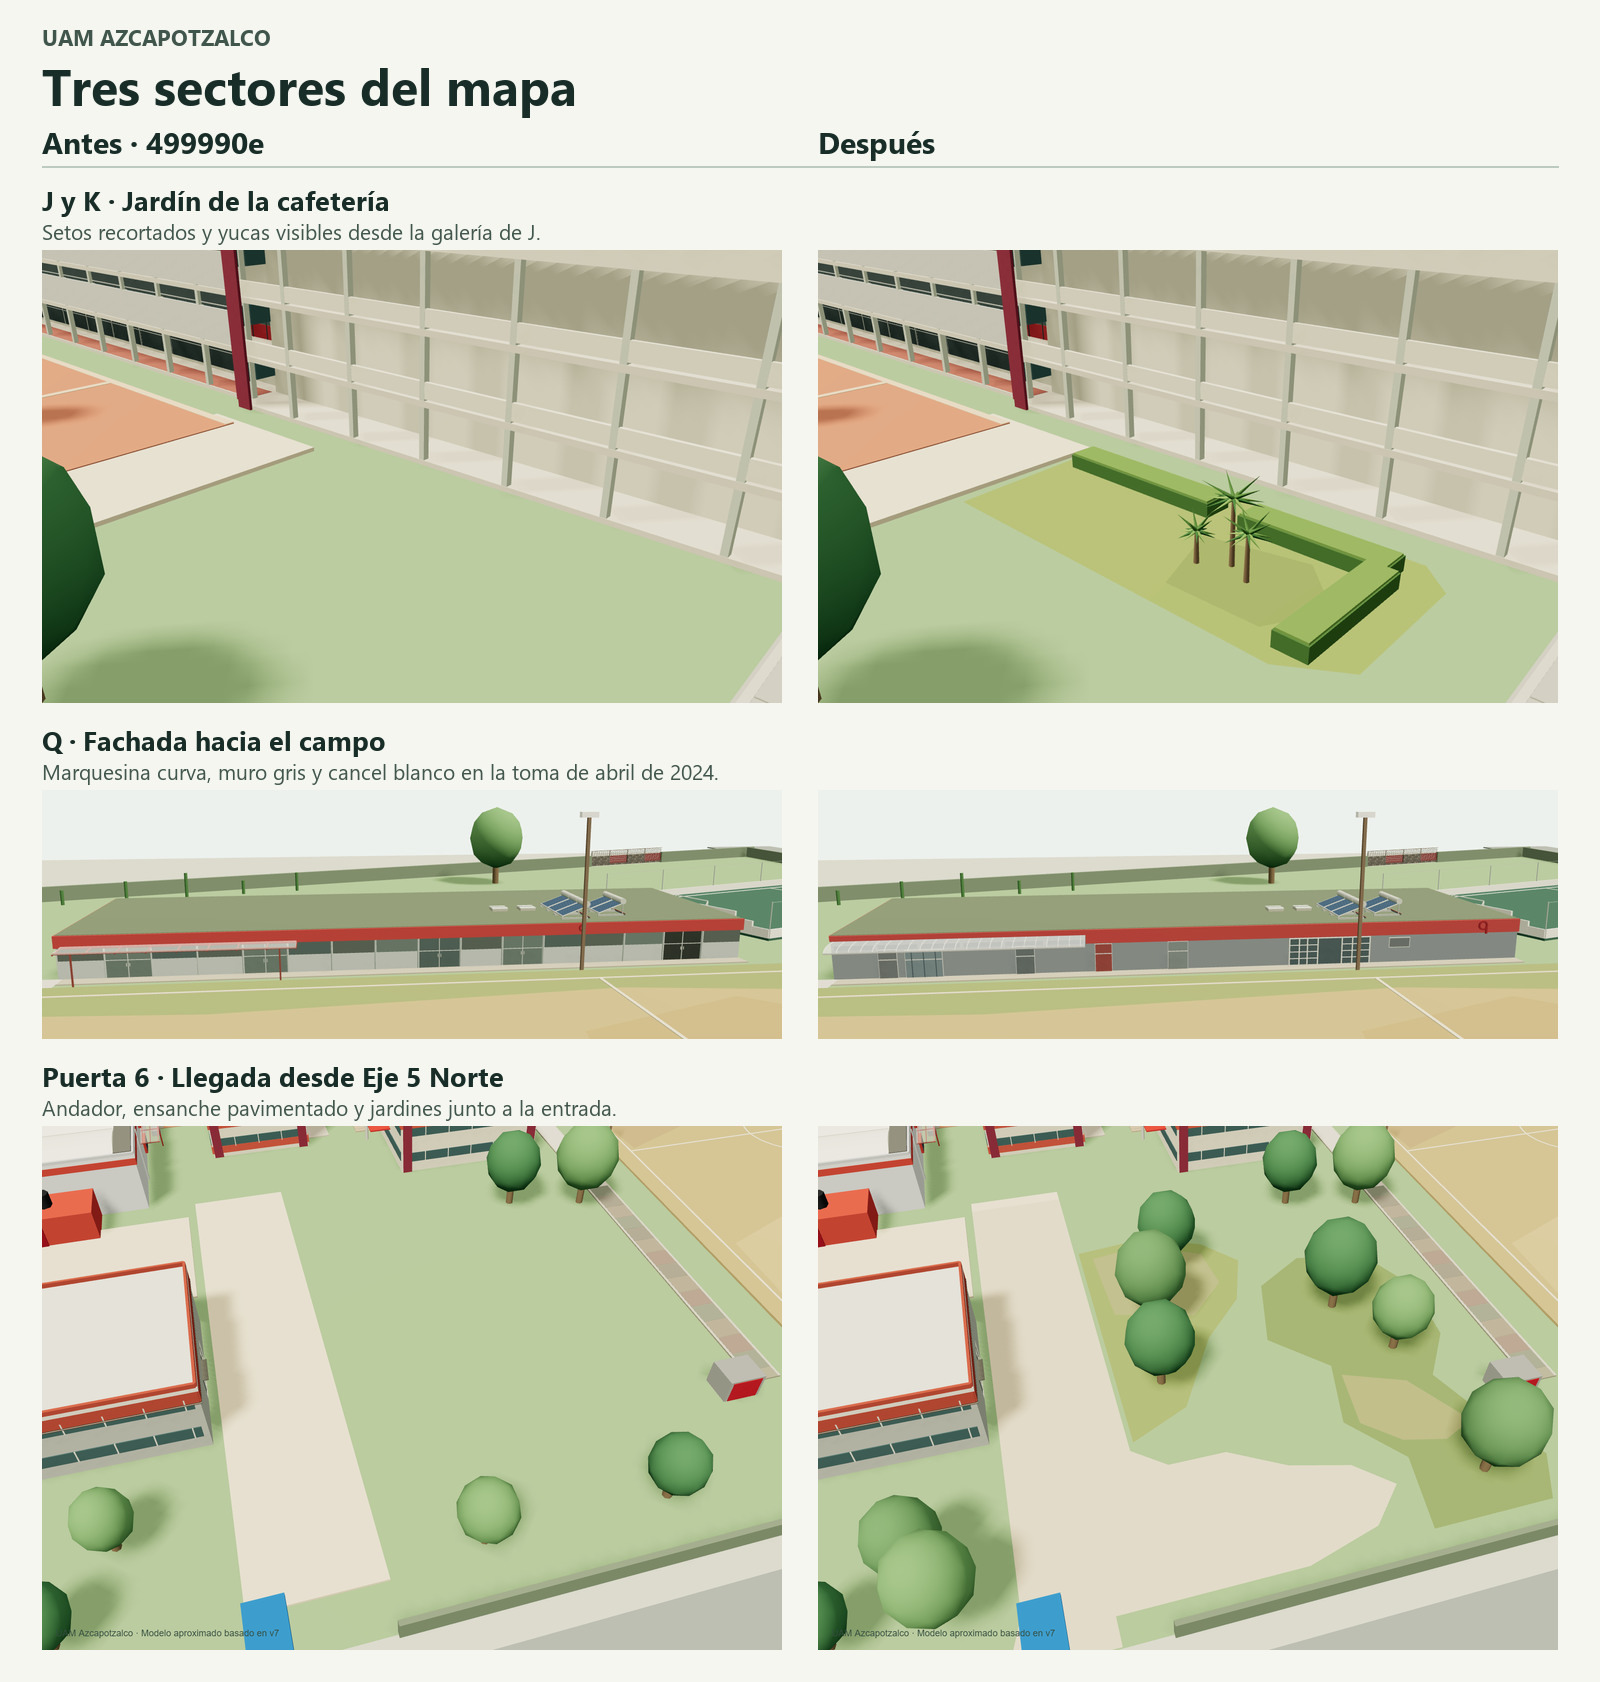 UAM AZCAPOTZALCO
Tres sectores del mapa
Antes · 499990e
Después
J y K · Jardín de la cafetería
Setos recortados y yucas visibles desde la galería de J.
Q · Fachada hacia el campo
Marquesina curva, muro gris y cancel blanco en la toma de abril de 2024.
q
Puerta 6 · Llegada desde Eje 5 Norte
Andador, ensanche pavimentado y jardines junto a la entrada.
Azcapotzalco · Modelo aproximado basado en v7
Azcapotzalco · Modelo aproximado basado en v7